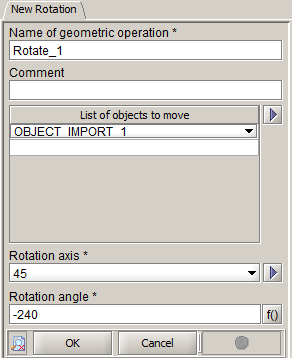 New Rotation
Name of geometric operation *
Rotate_1
Comment
List of objects to move
OBJECT_IMPORT_1
Rotation axis *
45
Rotation angle *
-240
f()
OK
Cancel